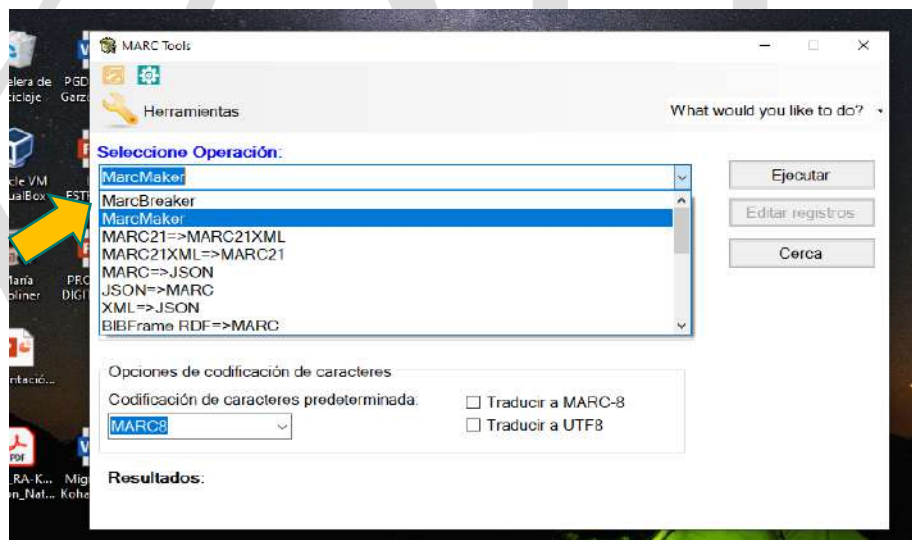 MARC Tools
Herramientas
What would you like to do?
Seleccione Operación:
MarcMaker
Ejecutar
MarcBreaker
MarcMaker
Editar registros
MARC21=>MARC21XML
MARC21XML=>MARC21
Cerca
MARC=>JSON
JSON=>MARC
XML=>JSON
BIBFrame RDF=>MARC
Opciones de codificación de caracteres
Codificación de caracteres predeterminada:
Traducir a MARC-8
MARC8
Traducir a UTF8
Resultados:
PDF